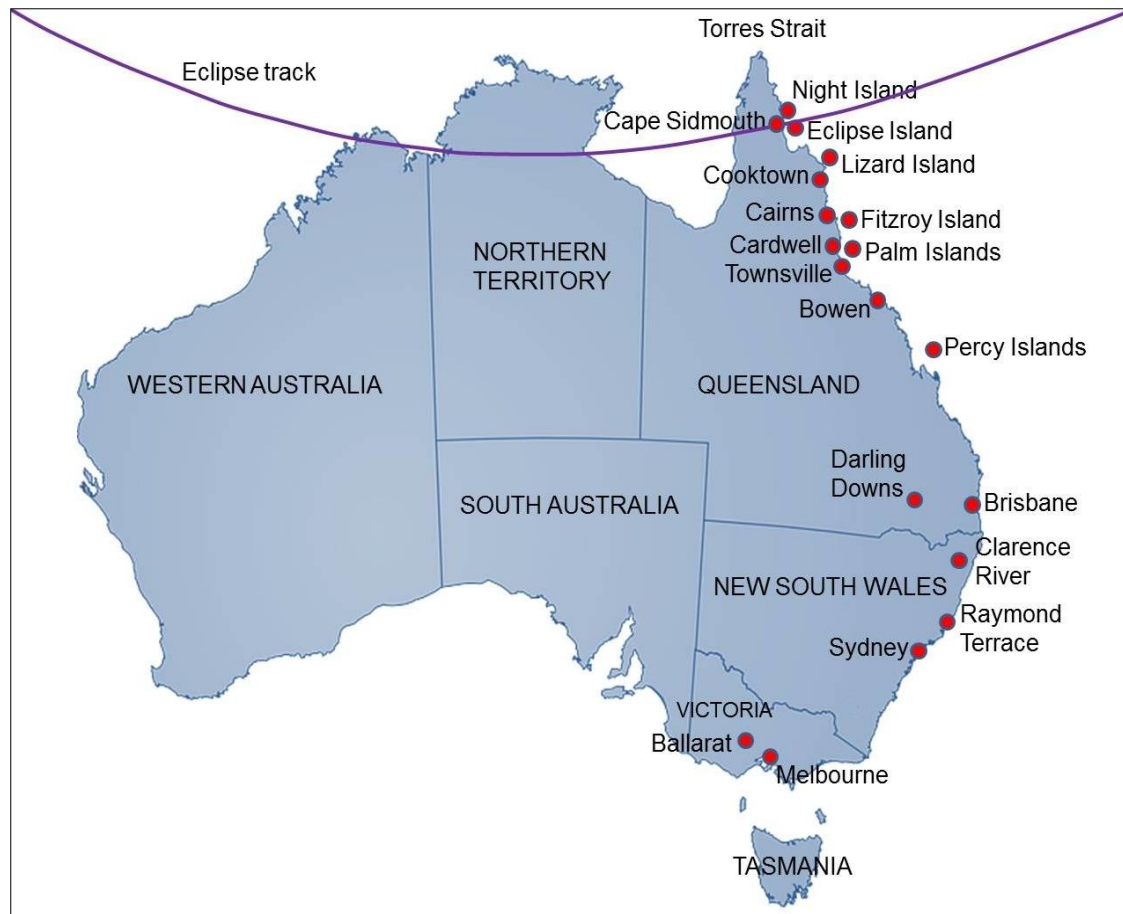 Torres Strait
Eclipse track
Night Island
Cape Sidmouth
Eclipse Island
Lizard Island
Cooktown
Cairns
Fitzroy Island
Cardwell
Palm Islands
NORTHERN
TERRITORY
Townsville
Bowen
Percy Islands
WESTERN AUSTRALIA
QUEENSLAND
Darling
Downs
SOUTH AUSTRALIA
Brisbane
Clarence
River
NEW SOUTH WALES
Raymond
Terrace
Sydney
VICTORIA
Ballarat
Melbourne
TASMANIA